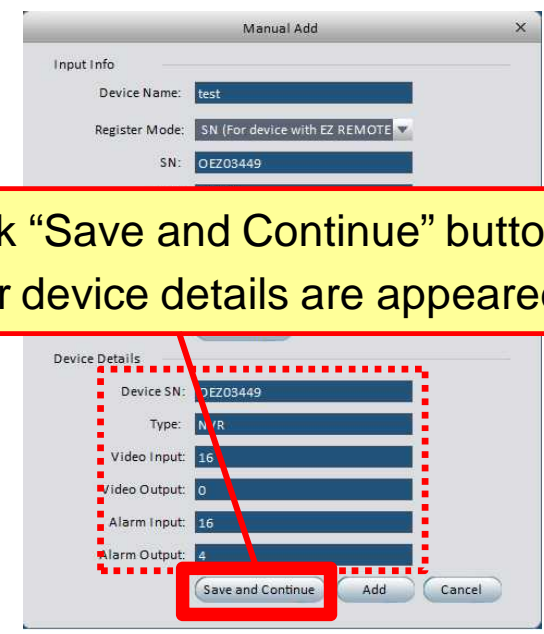 Manual Add ×
Input Info
Device Name: test
Register Mode: SN (For device with EZ REMOTE
SN: OEZ03449
k “Save and Continue” butto
r device details are appeared
Device Details
Device SN: OEZ03449
Type: NVR
Video Input: 16
Video Output: 0
Alarm Input: 16
Alarm Output: 4
Save and Continue Add Cancel